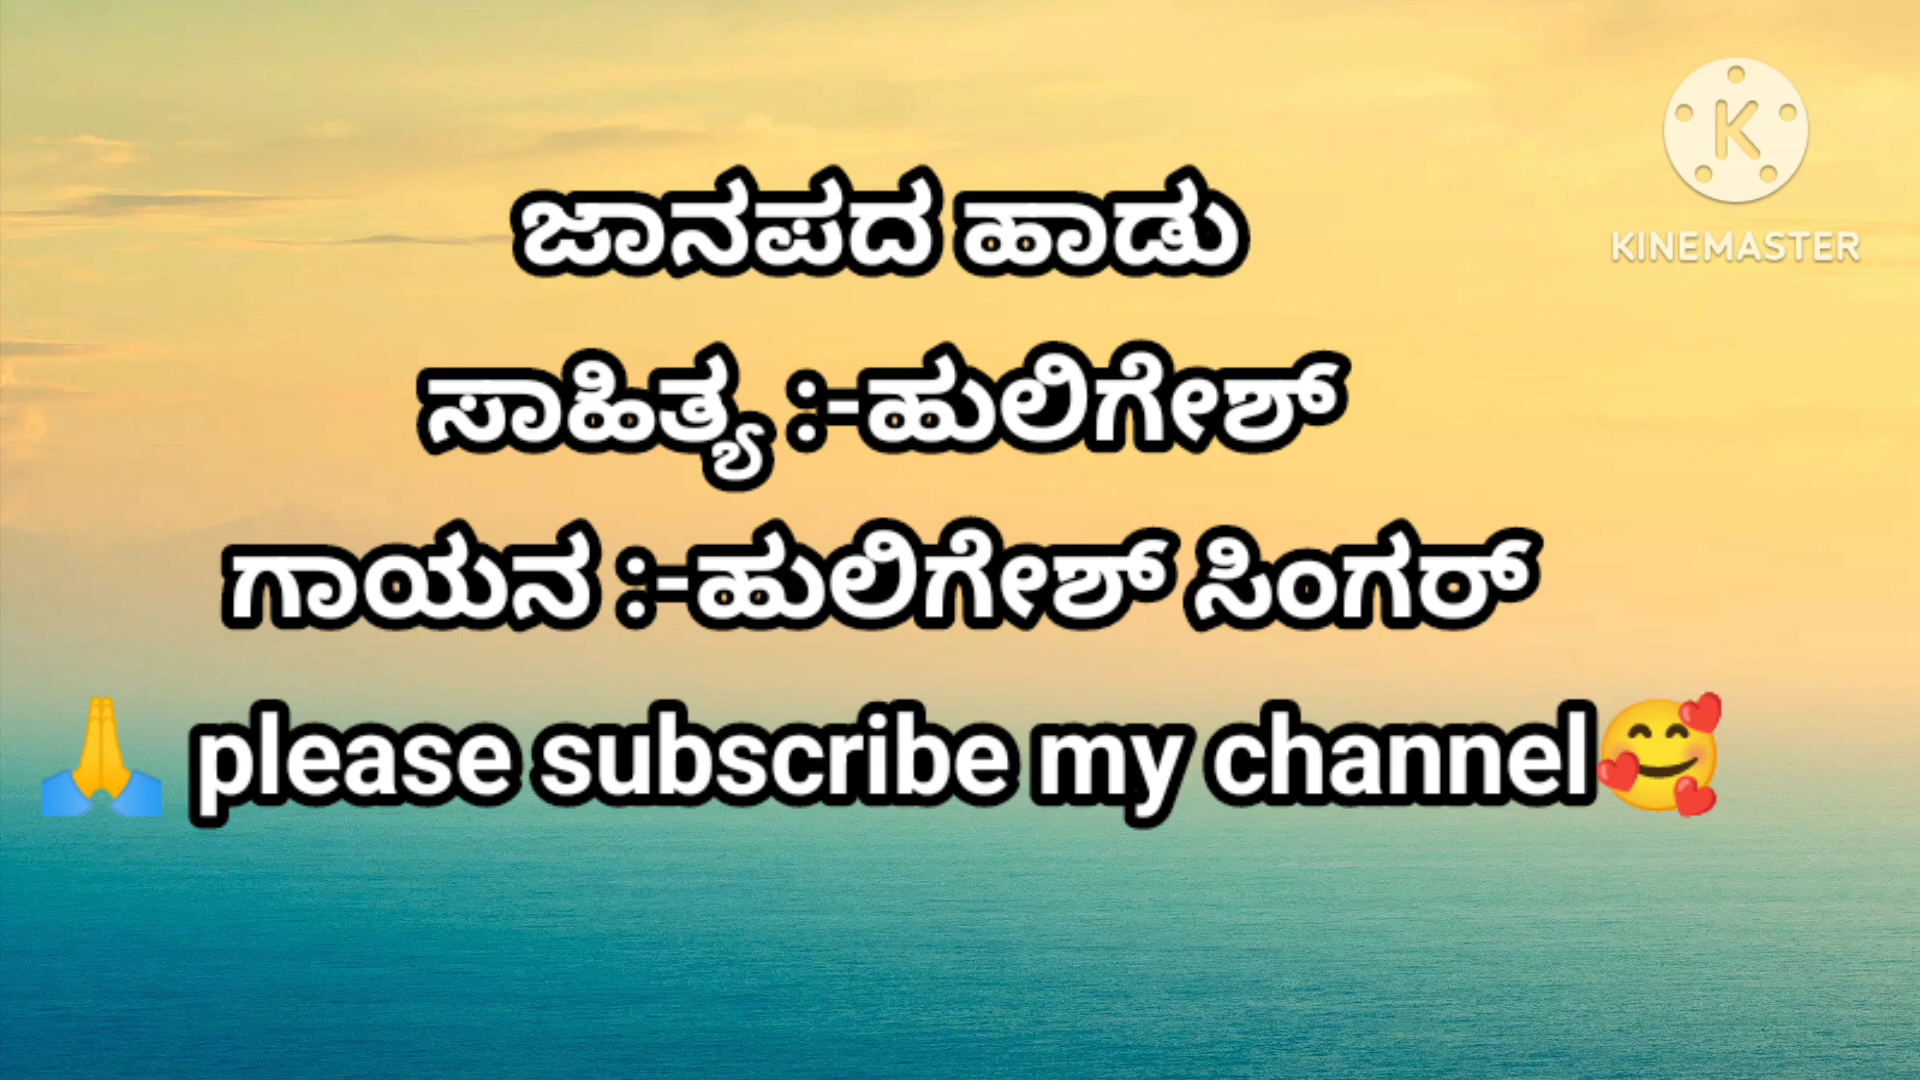 K
KINEMASTER
ಜಾನಪದ ಹಾಡು
ಸಾಹಿತ್ಯ :-ಹುಲಿಗೇಶ್
ಗಾಯನ :-ಹುಲಿಗೇಶ್ ಸಿಂಗರ್
🙏 please subscribe my channel🥰